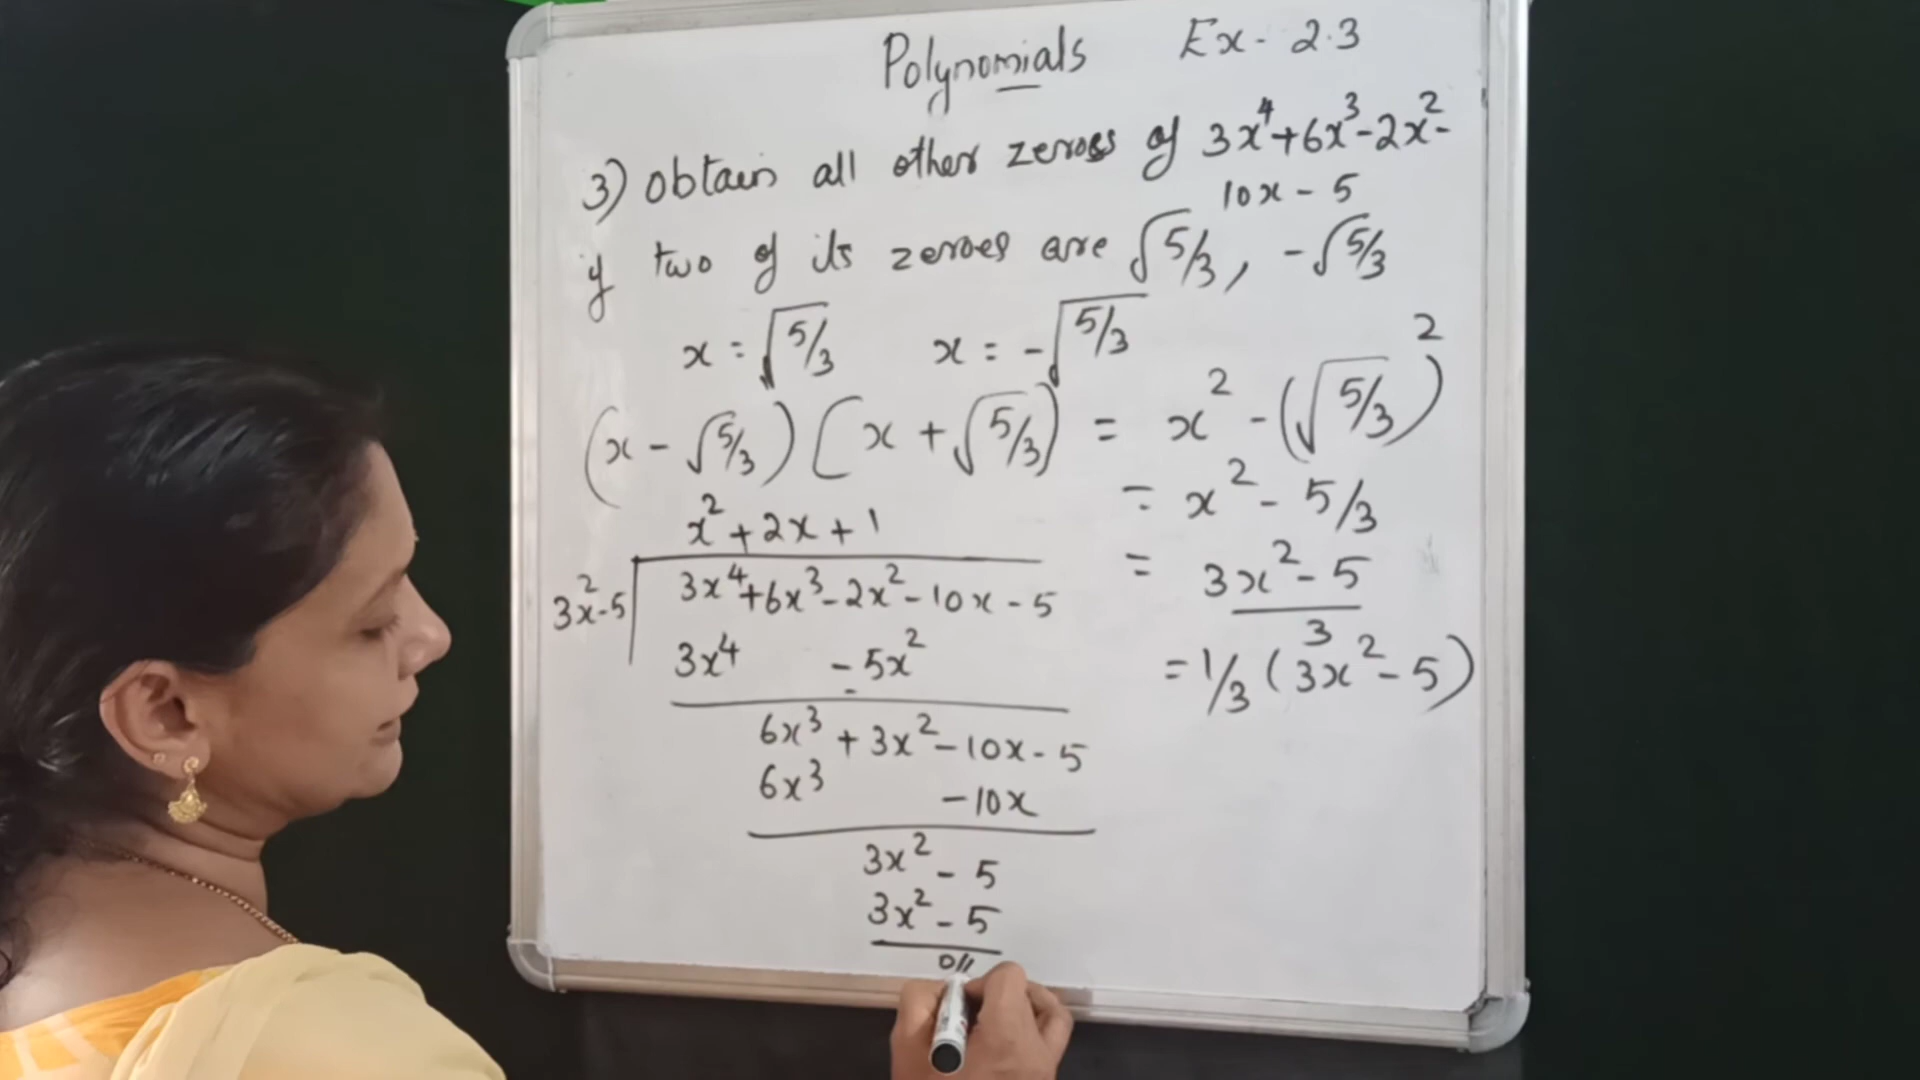 Polynomials Ex- 2.3
3) Obtain all other zeroes of 3x⁴+6x³-2x²-
10x - 5
if two of its zeroes are √5/3, -√5/3
x = √5/3 x = -√5/3
(x - √5/3) (x + √5/3) = x² - (√5/3)²
= x² - 5/3
= 3x² - 5
3
= 1/3 (3x² - 5)
x² + 2x + 1
3x²-5 3x⁴+6x³-2x²-10x-5
3x⁴ -5x²
6x³ + 3x² - 10x - 5
6x³ -10x
3x² - 5
3x² - 5
0//